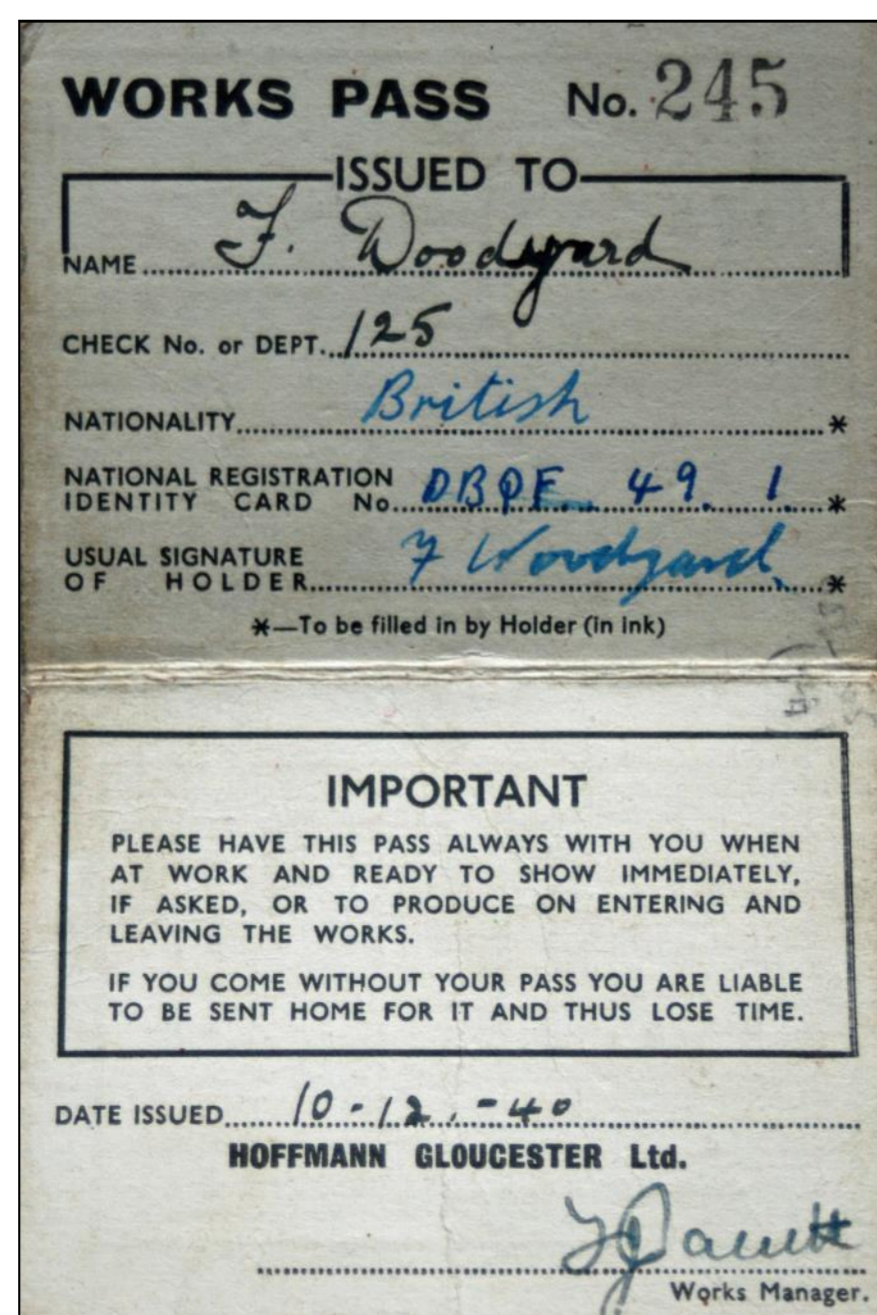 WORKS PASS No. 245
ISSUED TO
NAME F. Woodyard
CHECK No. or DEPT. 125
NATIONALITY British *
NATIONAL REGISTRATION
IDENTITY CARD No. DBPE 49. 1. *
USUAL SIGNATURE
OF HOLDER F Woodyard. *
*—To be filled in by Holder (in ink)
IMPORTANT
PLEASE HAVE THIS PASS ALWAYS WITH YOU WHEN
AT WORK AND READY TO SHOW IMMEDIATELY,
IF ASKED, OR TO PRODUCE ON ENTERING AND
LEAVING THE WORKS.
IF YOU COME WITHOUT YOUR PASS YOU ARE LIABLE
TO BE SENT HOME FOR IT AND THUS LOSE TIME.
DATE ISSUED 10-12.-40
HOFFMANN GLOUCESTER Ltd.
Works Manager.